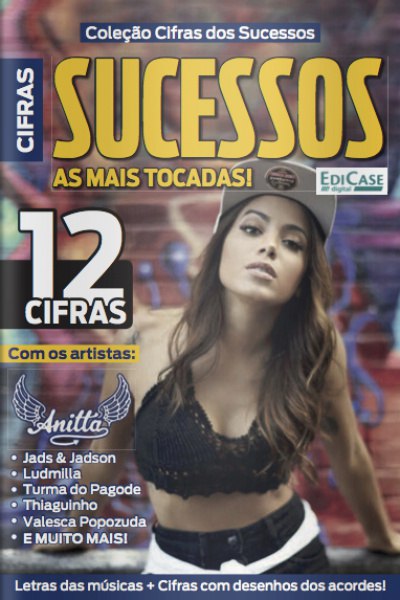 Coleção Cifras dos Sucessos
CIFRAS
SUCESSOS
AS MAIS TOCADAS!
EDICASE
digital
12
CIFRAS
Com os artistas:
Anitta
• Jads & Jadson
• Ludmilla
• Turma do Pagode
• Thiaguinho
• Valesca Popozuda
• E MUITO MAIS!
Letras das músicas + Cifras com desenhos dos acordes!